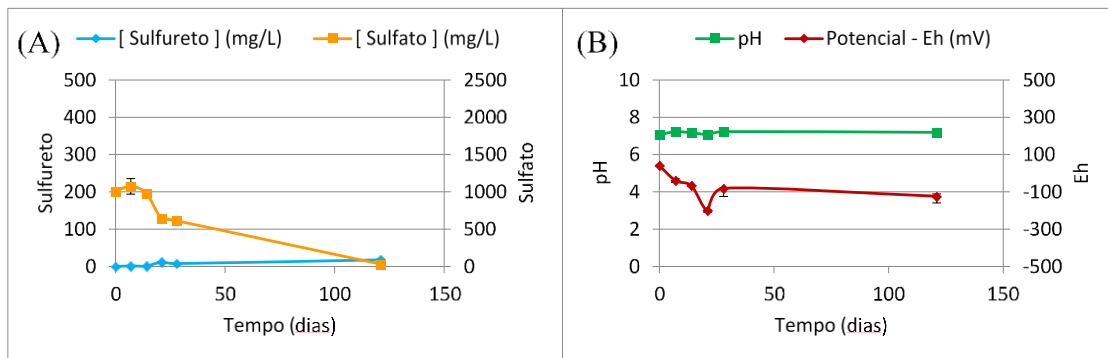 (A)
[ Sulfureto ] (mg/L) [ Sulfato ] (mg/L)
500 2500
400 2000
300 1500
200 1000
100 500
0 0
Sulfureto
Sulfato
0 50 100 150
Tempo (dias)
(B)
pH Potencial - Eh (mV)
10 500
8 300
6 100
4 -100
2 -300
0 -500
pH
Eh
0 50 100 150
Tempo (dias)